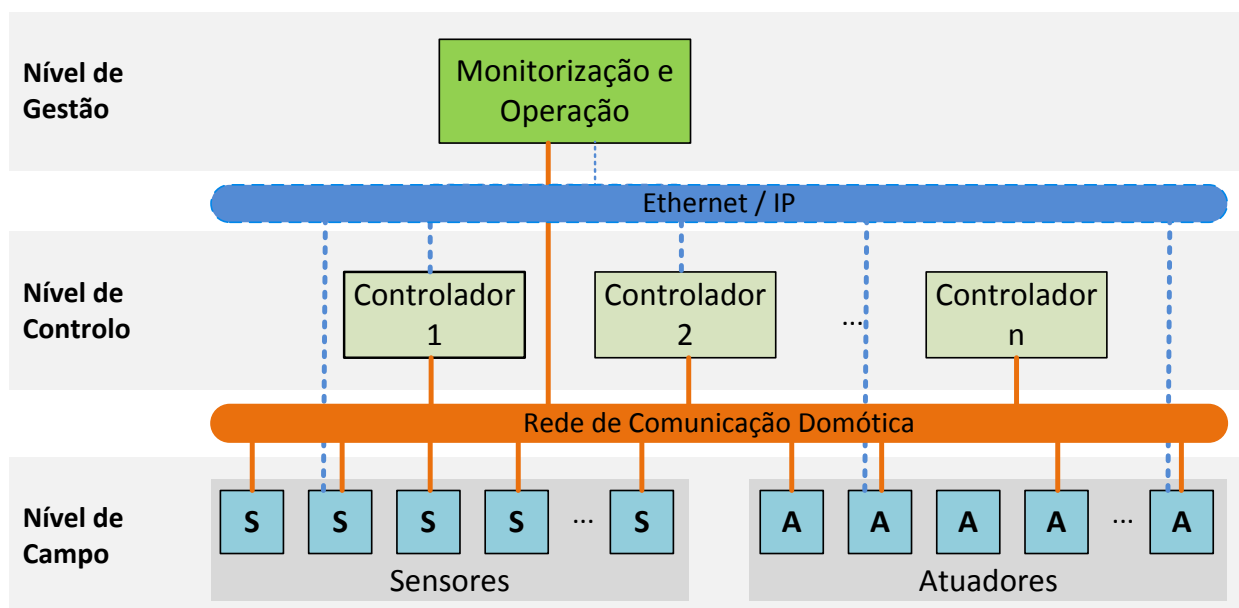 Nível de
Gestão
Monitorização e
Operação
Ethernet / IP
Nível de
Controlo
Controlador
1
Controlador
2
...
Controlador
n
Rede de Comunicação Domótica
Nível de
Campo
S S S S ... S
A A A A ... A
Sensores
Atuadores